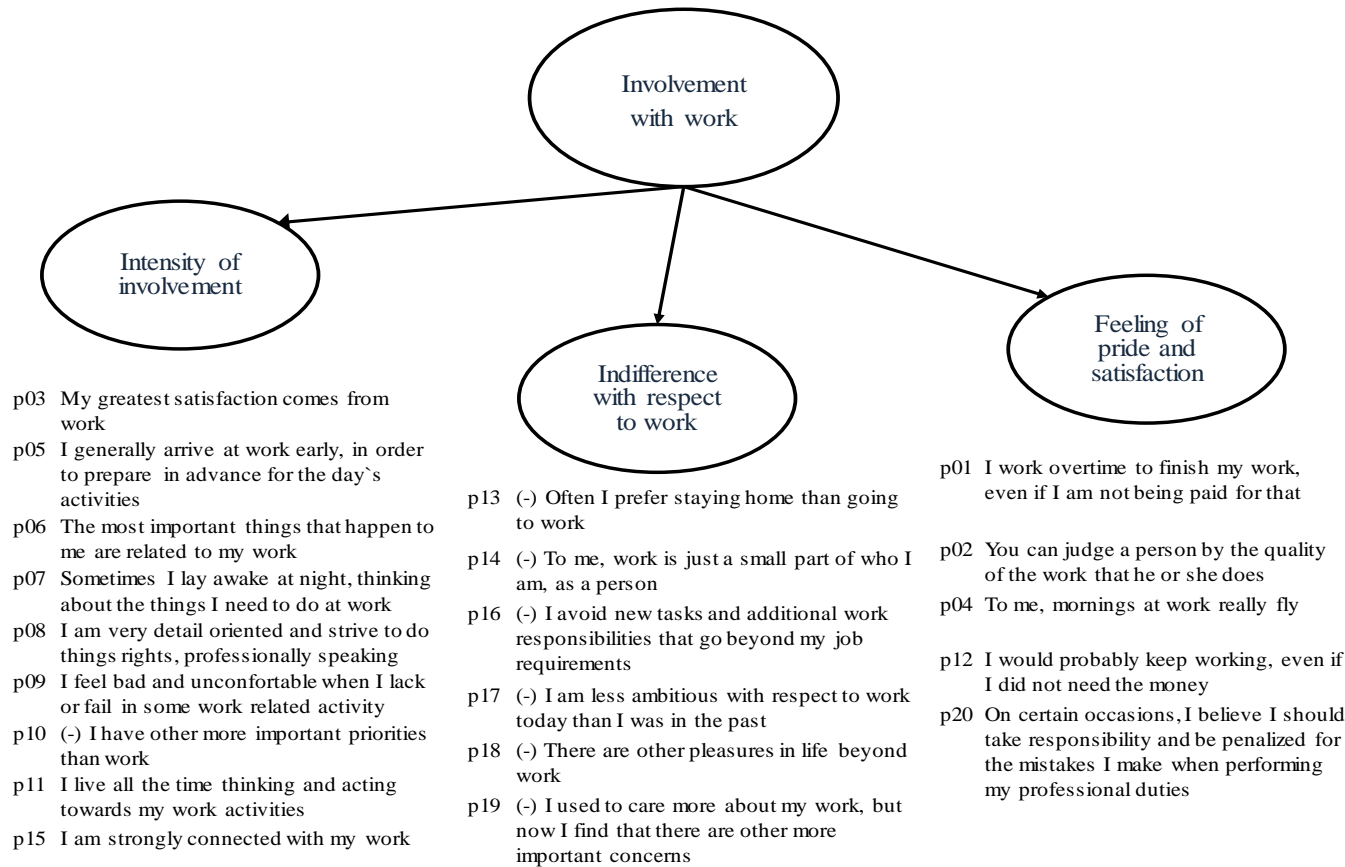 Involvement
with work
Intensity of
involvement
Indifference
with respect
to work
Feeling of
pride and
satisfaction
p03 My greatest satisfaction comes from
work
p05 I generally arrive at work early, in order
to prepare in advance for the day`s
activities
p06 The most important things that happen to
me are related to my work
p07 Sometimes I lay awake at night, thinking
about the things I need to do at work
p08 I am very detail oriented and strive to do
things rights, professionally speaking
p09 I feel bad and unconfortable when I lack
or fail in some work related activity
p10 (-) I have other more important priorities
than work
p11 I live all the time thinking and acting
towards my work activities
p15 I am strongly connected with my work
p13 (-) Often I prefer staying home than going
to work
p14 (-) To me, work is just a small part of who I
am, as a person
p16 (-) I avoid new tasks and additional work
responsibilities that go beyond my job
requirements
p17 (-) I am less ambitious with respect to work
today than I was in the past
p18 (-) There are other pleasures in life beyond
work
p19 (-) I used to care more about my work, but
now I find that there are other more
important concerns
p01 I work overtime to finish my work,
even if I am not being paid for that
p02 You can judge a person by the quality
of the work that he or she does
p04 To me, mornings at work really fly
p12 I would probably keep working, even if
I did not need the money
p20 On certain occasions, I believe I should
take responsibility and be penalized for
the mistakes I make when performing
my professional duties